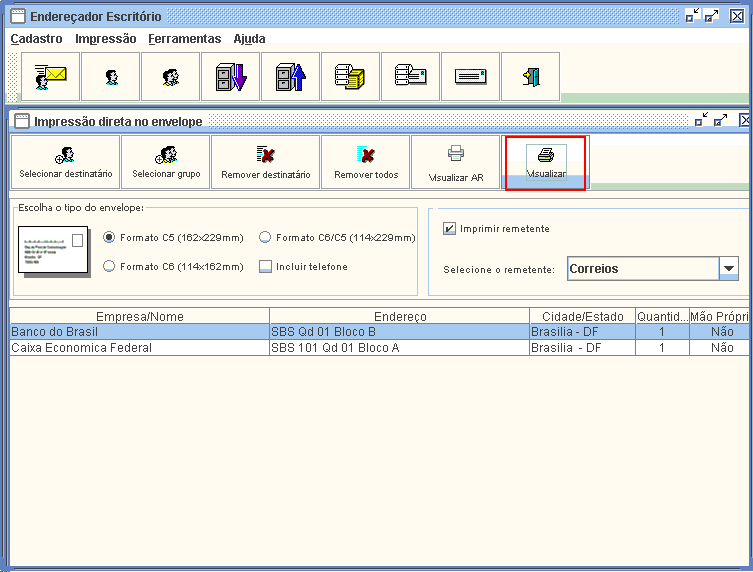 Endereçador Escritório
Cadastro Impressão Ferramentas Ajuda
Impressão direta no envelope
Selecionar destinatário Selecionar grupo Remover destinatário Remover todos Visualizar AR Visualizar
Escolha o tipo do envelope:
Formato C5 (162x229mm) Formato C6/C5 (114x229mm)
Formato C6 (114x162mm) Incluir telefone
Imprimir remetente
Selecione o remetente: Correios
Empresa/Nome Endereço Cidade/Estado Quantid... Mão Própri
Banco do Brasil SBS Qd 01 Bloco B Brasilia - DF 1 Não
Caixa Economica Federal SBS 101 Qd 01 Bloco A Brasilia - DF 1 Não